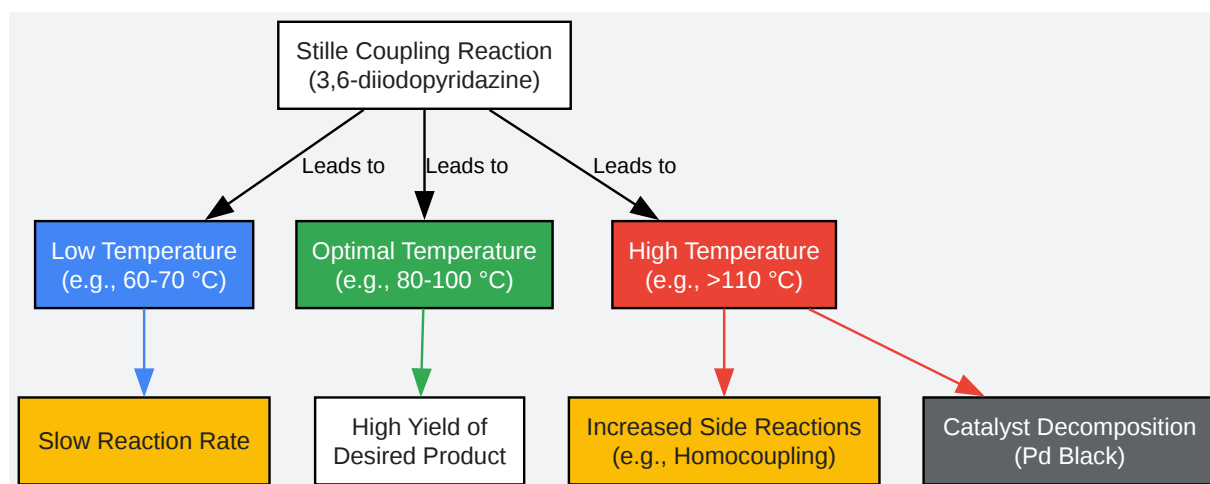 Stille Coupling Reaction
(3,6-diiodopyridazine)
Leads to
Leads to
Leads to
Low Temperature
(e.g., 60-70 °C)
Optimal Temperature
(e.g., 80-100 °C)
High Temperature
(e.g., >110 °C)
Slow Reaction Rate
High Yield of
Desired Product
Increased Side Reactions
(e.g., Homocoupling)
Catalyst Decomposition
(Pd Black)